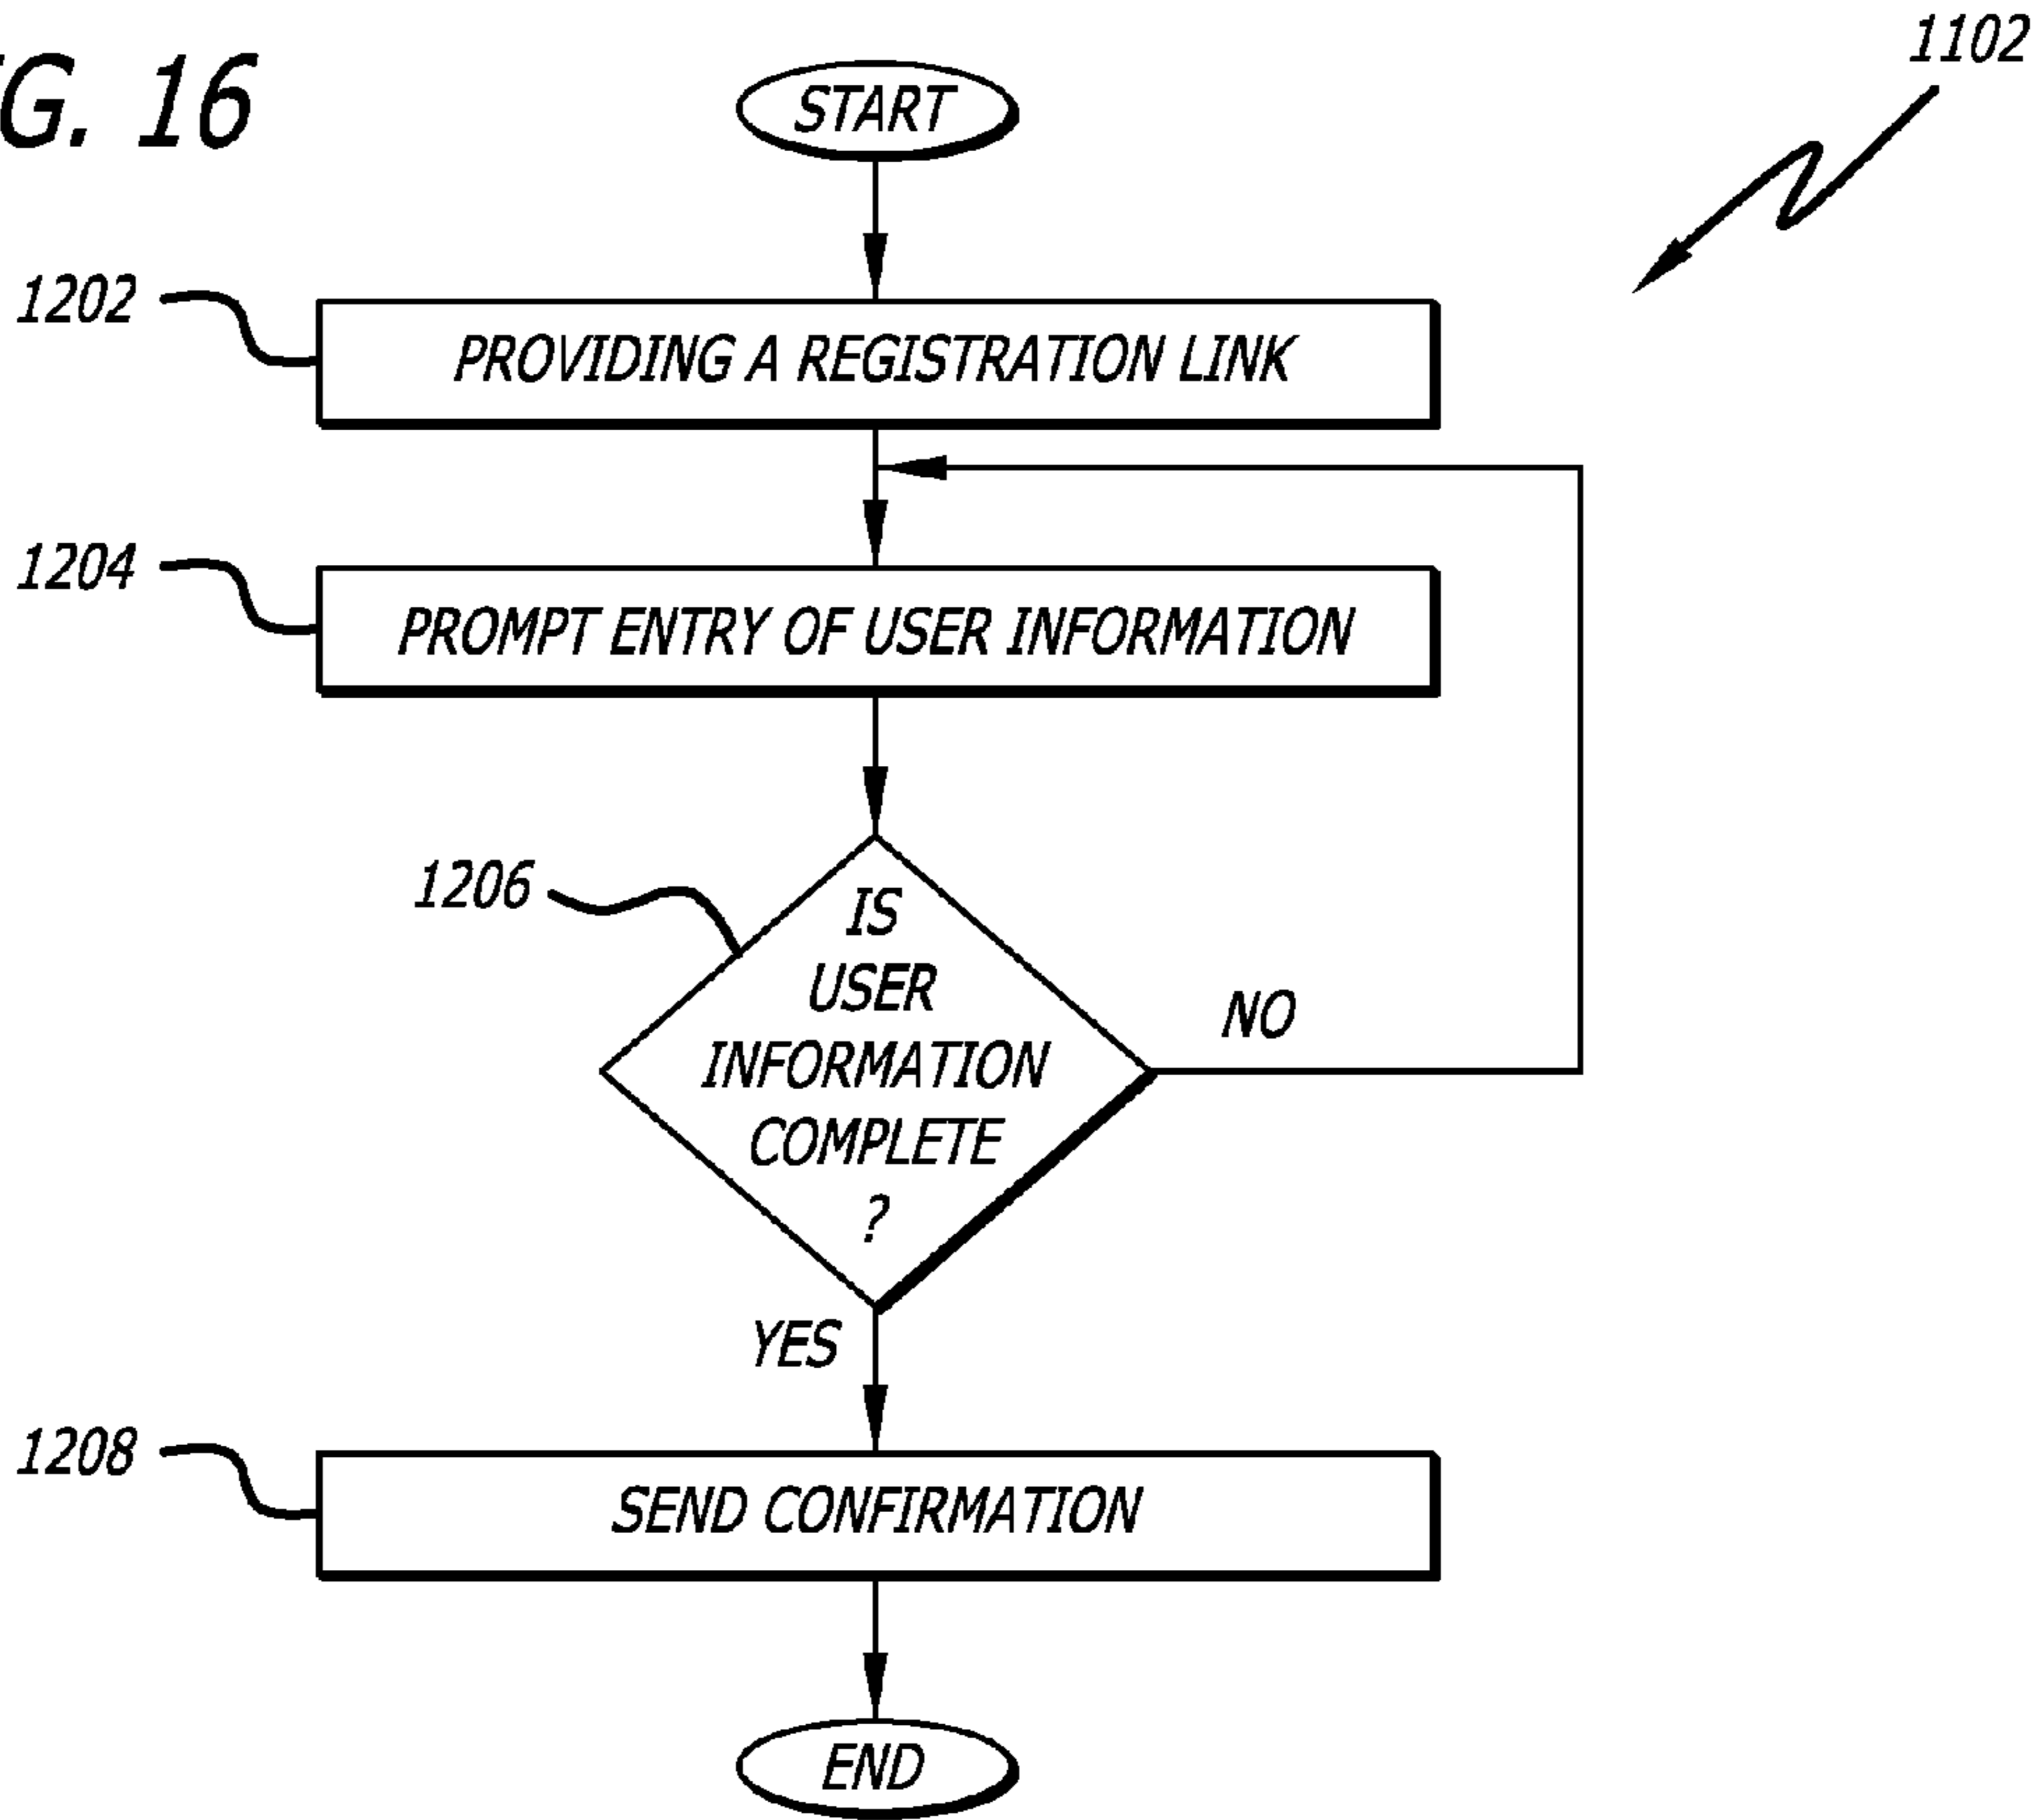 G. 16
1102
START
1202
PROVIDING A REGISTRATION LINK
1204
PROMPT ENTRY OF USER INFORMATION
1206
IS
USER
INFORMATION
COMPLETE
?
NO
YES
1208
SEND CONFIRMATION
END